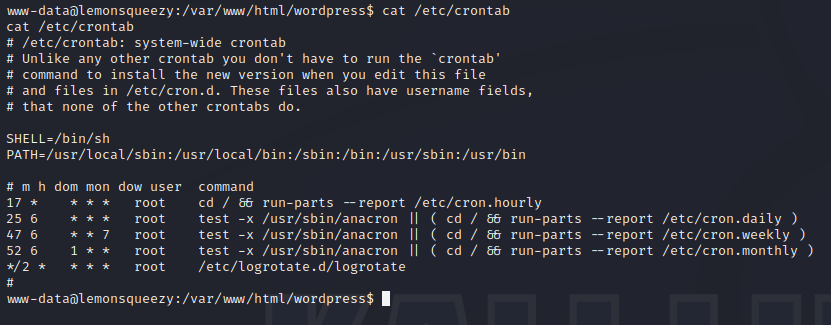 www-data@lemonsqueezy:/var/www/html/wordpress$ cat /etc/crontab
cat /etc/crontab
# /etc/crontab: system-wide crontab
# Unlike any other crontab you don't have to run the `crontab'
# command to install the new version when you edit this file
# and files in /etc/cron.d. These files also have username fields,
# that none of the other crontabs do.

SHELL=/bin/sh
PATH=/usr/local/sbin:/usr/local/bin:/sbin:/bin:/usr/sbin:/usr/bin

# m h dom mon dow user  command
17 *    * * *   root    cd / && run-parts --report /etc/cron.hourly
25 6    * * *   root    test -x /usr/sbin/anacron || ( cd / && run-parts --report /etc/cron.daily )
47 6    * * 7   root    test -x /usr/sbin/anacron || ( cd / && run-parts --report /etc/cron.weekly )
52 6    1 * *   root    test -x /usr/sbin/anacron || ( cd / && run-parts --report /etc/cron.monthly )
*/2 *   * * *   root    /etc/logrotate.d/logrotate
#
www-data@lemonsqueezy:/var/www/html/wordpress$